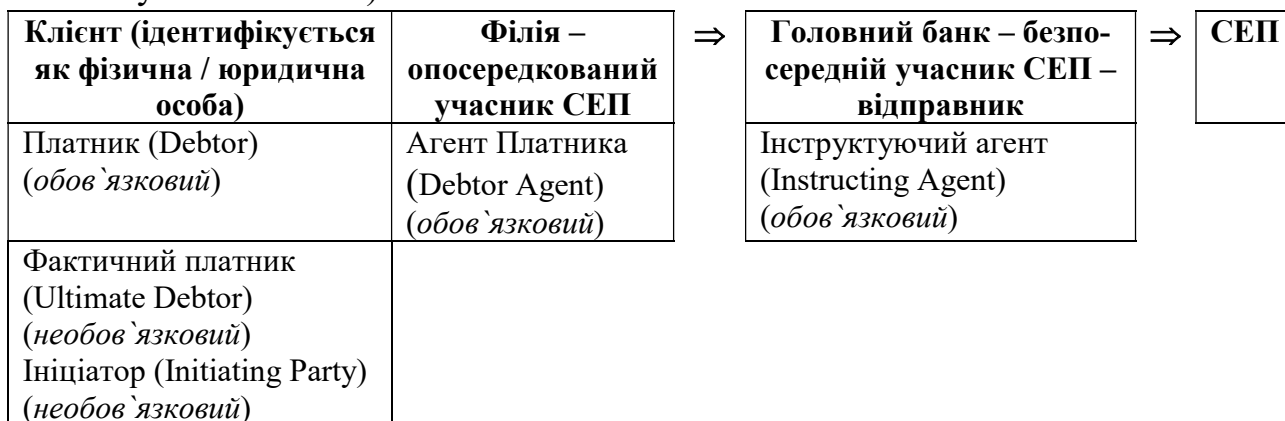 Клієнт (ідентифікується
як фізична / юридична
особа)
Філія –
опосередкований
учасник СЕП
⇒
Головний банк – безпо-
середній учасник СЕП –
відправник
⇒
СЕП
Платник (Debtor)
(обов`язковий)
Агент Платника
(Debtor Agent)
(обов`язковий)
Інструктуючий агент
(Instructing Agent)
(обов`язковий)
Фактичний платник
(Ultimate Debtor)
(необов`язковий)
Ініціатор (Initiating Party)
(необов`язковий)